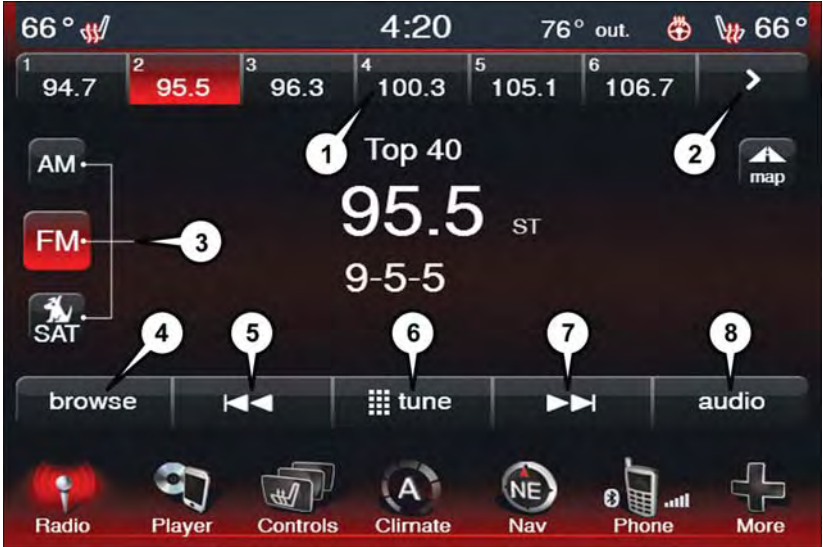 66° 4:20 76° out. 66°
1 2 3 4 5 6
94.7 95.5 96.3 100.3 105.1 106.7 >
1 Top 40 2
AM map
95.5 ST
FM 3
9-5-5
SAT
4 5 6 7 8
browse tune audio
A NE
Radio Player Controls Climate Nav Phone More